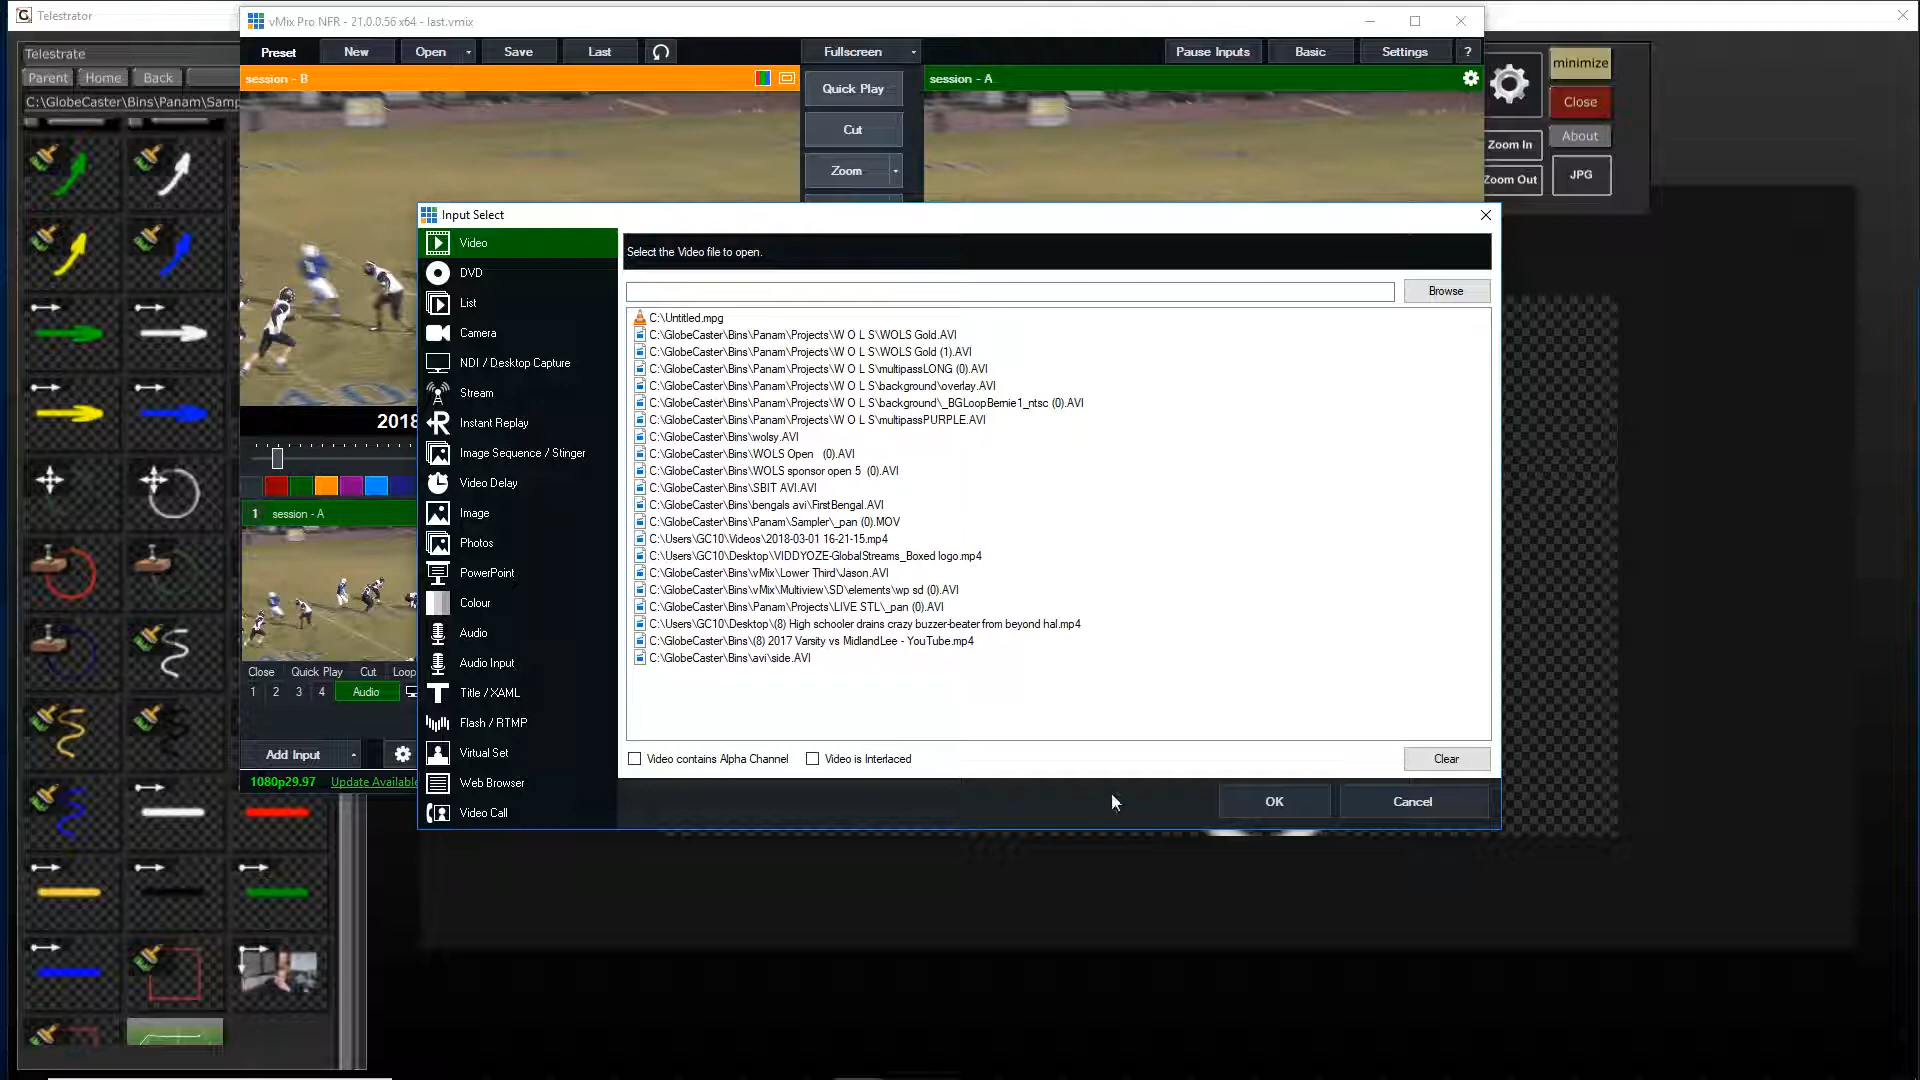 Telestrator
vMix Pro NFR - 21.0.0.56 x64 - last.vmix
Telestrate
Parent
Home
Back
C:\GlobeCaster\Bins\Panam\Samp
Preset
New
Open
Save
Last
Fullscreen
Pause Inputs
Basic
Settings
?
session - B
session - A
Quick Play
Cut
Zoom
minimize
Close
About
Zoom In
Zoom Out
JPG
2018
1 session - A
Close
Quick Play
Cut
Loop
1 2 3 4
Audio
Add Input
1080p29.97
Update Available
Input Select
Video
DVD
List
Camera
NDI / Desktop Capture
Stream
Instant Replay
Image Sequence / Stinger
Video Delay
Image
Photos
PowerPoint
Colour
Audio
Audio Input
Title / XAML
Flash / RTMP
Virtual Set
Web Browser
Video Call
Select the Video file to open.
Browse
C:\Untitled.mpg
C:\GlobeCaster\Bins\Panam\Projects\W O L S\WOLS Gold.AVI
C:\GlobeCaster\Bins\Panam\Projects\W O L S\WOLS Gold (1).AVI
C:\GlobeCaster\Bins\Panam\Projects\W O L S\multipassLONG (0).AVI
C:\GlobeCaster\Bins\Panam\Projects\W O L S\background\overlay.AVI
C:\GlobeCaster\Bins\Panam\Projects\W O L S\background\_BGLoopBernie1_ntsc (0).AVI
C:\GlobeCaster\Bins\Panam\Projects\W O L S\multipassPURPLE.AVI
C:\GlobeCaster\Bins\wolsy.AVI
C:\GlobeCaster\Bins\WOLS Open (0).AVI
C:\GlobeCaster\Bins\WOLS sponsor open 5 (0).AVI
C:\GlobeCaster\Bins\SBIT AVI.AVI
C:\GlobeCaster\Bins\bengals avi\FirstBengal.AVI
C:\GlobeCaster\Bins\Panam\Sampler\_pan (0).MOV
C:\Users\GC10\Videos\2018-03-01 16-21-15.mp4
C:\Users\GC10\Desktop\VIDDYOZE-GlobalStreams_Boxed logo.mp4
C:\GlobeCaster\Bins\vMix\Lower Third\Jason.AVI
C:\GlobeCaster\Bins\vMix\Multiview\SD\elements\wp sd (0).AVI
C:\GlobeCaster\Bins\Panam\Projects\LIVE STL\_pan (0).AVI
C:\Users\GC10\Desktop\(8) High schooler drains crazy buzzer-beater from beyond hal.mp4
C:\GlobeCaster\Bins\(8) 2017 Varsity vs MidlandLee - YouTube.mp4
C:\GlobeCaster\Bins\avi\side.AVI
Video contains Alpha Channel
Video is Interlaced
Clear
OK
Cancel